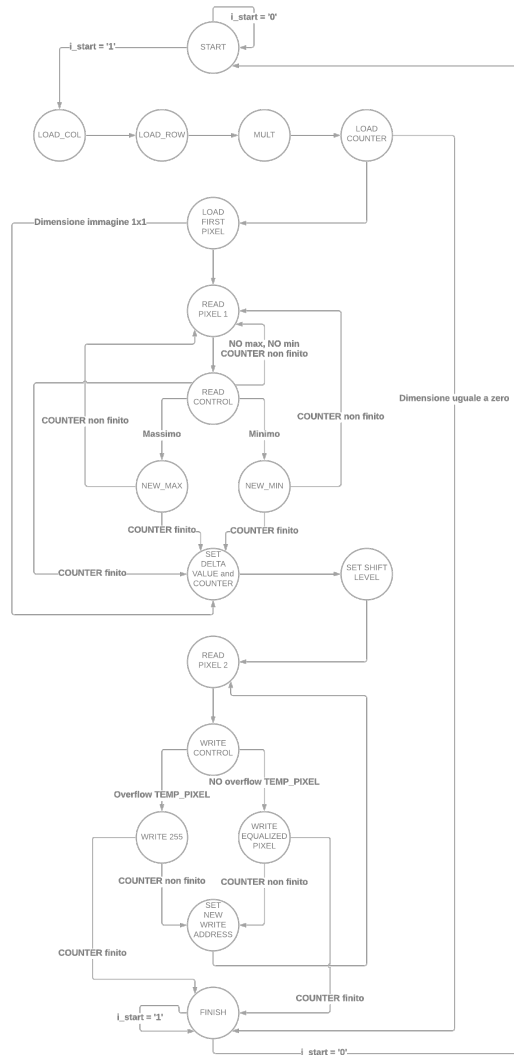 i_start = '0'
START
i_start = '1'
LOAD_COL
LOAD_ROW
MULT
LOAD
COUNTER
LOAD
FIRST
PIXEL
Dimensione immagine 1x1
READ
PIXEL 1
NO max, NO min
COUNTER non finito
READ
CONTROL
Dimensione uguale a zero
COUNTER non finito
COUNTER non finito
Massimo
Minimo
NEW_MAX
NEW_MIN
COUNTER finito
COUNTER finito
SET
DELTA
VALUE and
COUNTER
COUNTER finito
SET SHIFT
LEVEL
READ
PIXEL 2
WRITE
CONTROL
NO overflow TEMP_PIXEL
Overflow TEMP_PIXEL
WRITE 255
WRITE
EQUALIZED
PIXEL
COUNTER non finito
COUNTER non finito
SET
NEW
WRITE
ADDRESS
COUNTER finito
COUNTER finito
FINISH
i_start = '1'
i_start = '0'